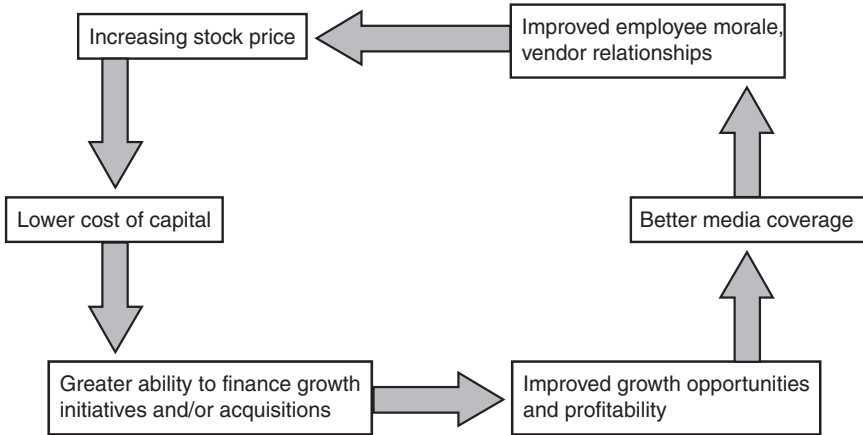 Increasing stock price
Improved employee morale,
vendor relationships
Lower cost of capital
Better media coverage
Greater ability to finance growth
initiatives and/or acquisitions
Improved growth opportunities
and profitability